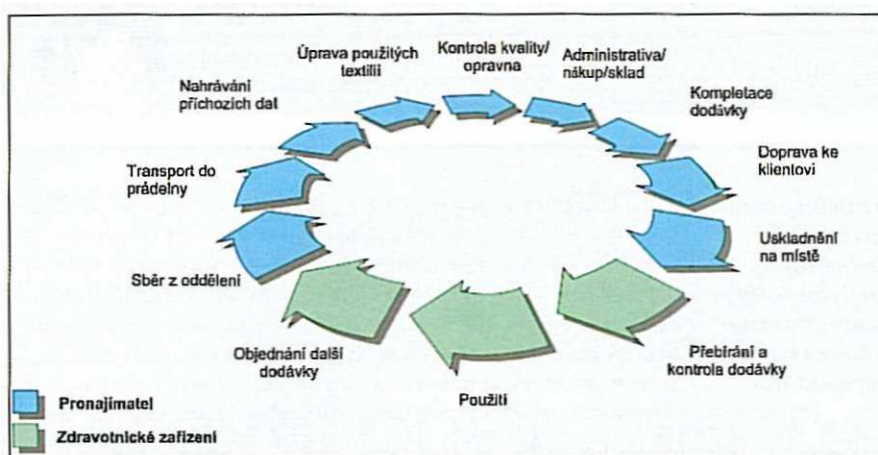 Úprava použitých
textilií
Kontrola kvality/
opravna
Administrativa/
nákup/sklad
Nahrávání
příchozích dat
Kompletace
dodávky
Transport do
prádelny
Doprava ke
klientovi
Uskladnění
na místě
Sběr z oddělení
Objednání další
dodávky
Přebírání a
kontrola dodávky
Použití
Pronajímatel
Zdravotnické zařízení